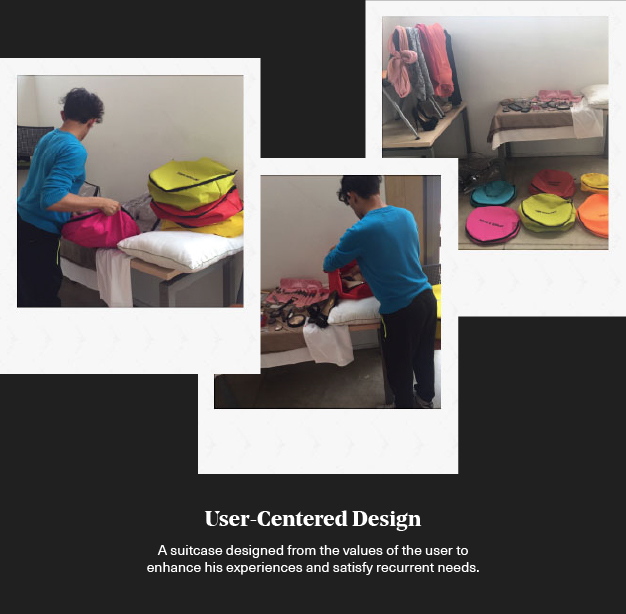 User-Centered Design
A suitcase designed from the values of the user to
enhance his experiences and satisfy recurrent needs.